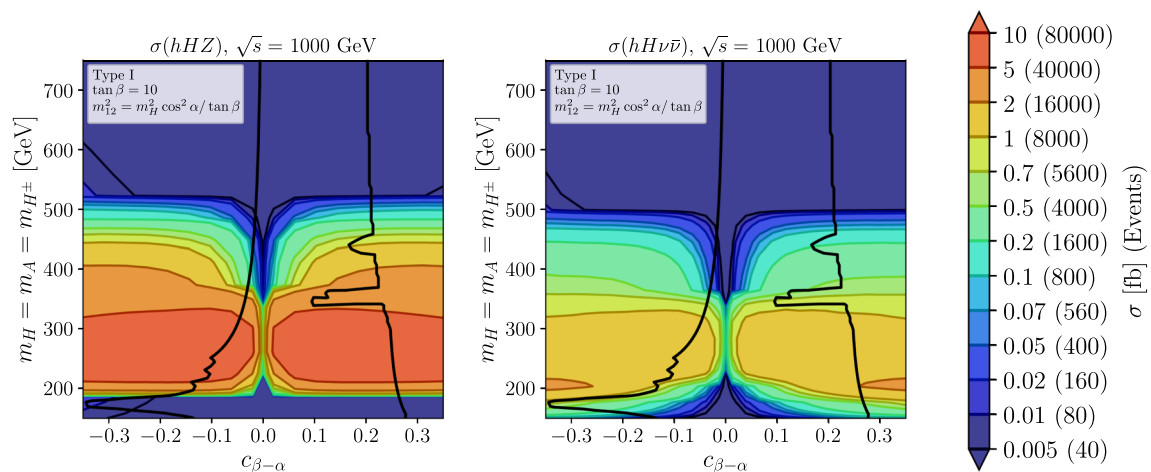 σ(hHZ), √s = 1000 GeV
Type I
tan β = 10
m²₁₂ = m²_H cos² α/ tan β
700
600
500
400
300
200
m_H = m_A = m_H± [GeV]
−0.3 −0.2 −0.1 0.0 0.1 0.2 0.3
c_β−α
σ(hHνν̄), √s = 1000 GeV
Type I
tan β = 10
m²₁₂ = m²_H cos² α/ tan β
700
600
500
400
300
200
m_H = m_A = m_H± [GeV]
−0.3 −0.2 −0.1 0.0 0.1 0.2 0.3
c_β−α
10 (80000)
5 (40000)
2 (16000)
1 (8000)
0.7 (5600)
0.5 (4000)
0.2 (1600)
0.1 (800)
0.07 (560)
0.05 (400)
0.02 (160)
0.01 (80)
0.005 (40)
σ [fb] (Events)